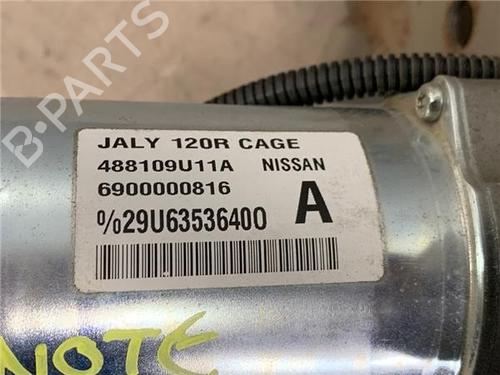 B-PARTS
JALY 120R CAGE
488109U11A NISSAN
6900000816
%29U63536400 A
NOTE